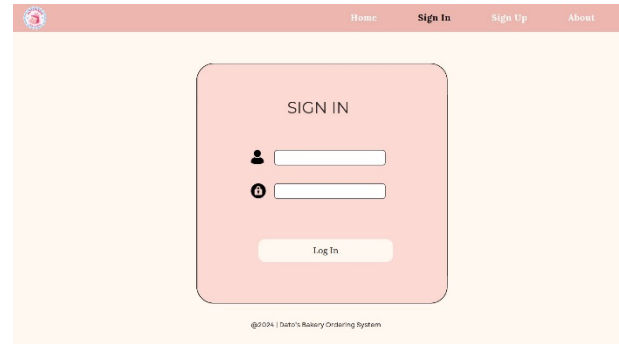 Home Sign In Sign Up About
SIGN IN
Log In
@2024 | Dato's Bakery Ordering System